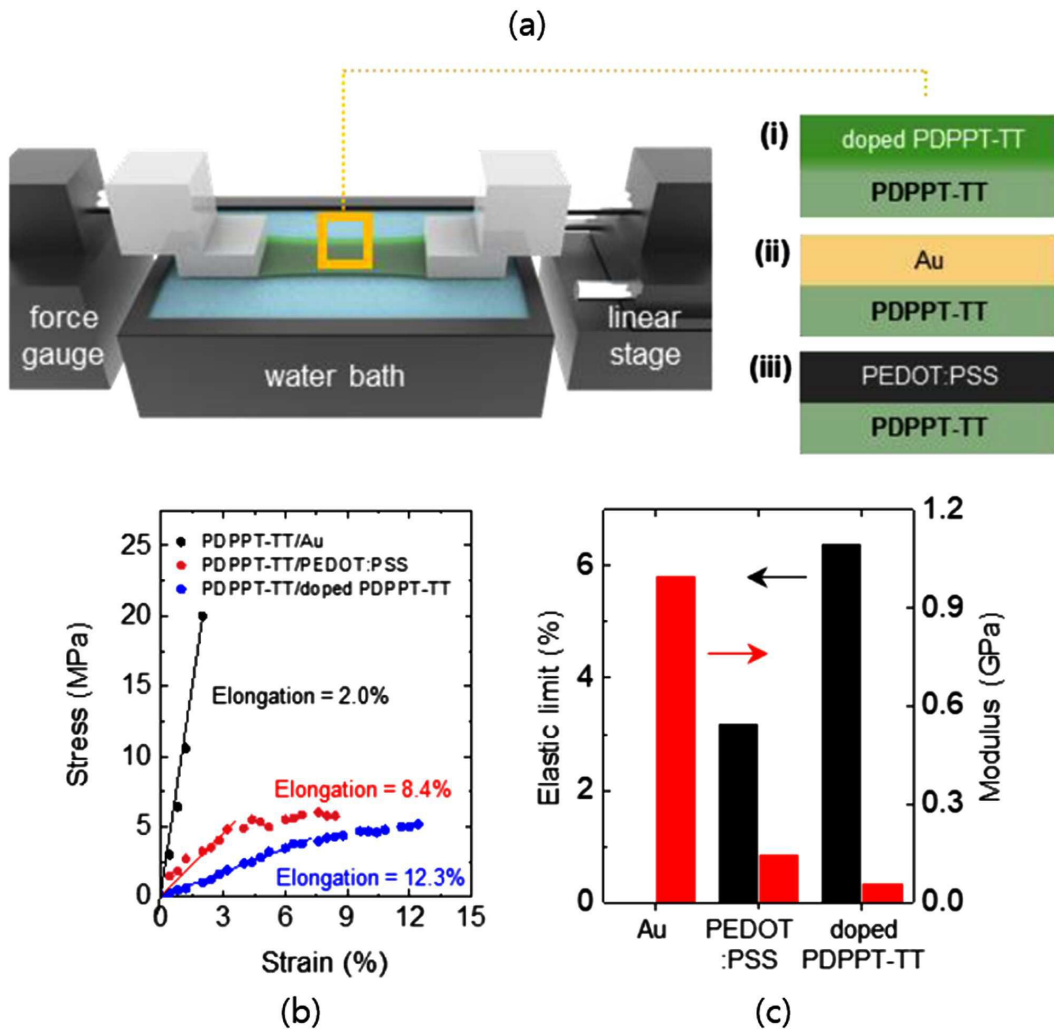 (a)
(i)
doped PDPPT-TT
PDPPT-TT
(ii)
Au
PDPPT-TT
(iii)
PEDOT:PSS
PDPPT-TT
force
gauge
water bath
linear
stage
25
20
15
10
5
0
Stress (MPa)
PDPPT-TT/Au
PDPPT-TT/PEDOT:PSS
PDPPT-TT/doped PDPPT-TT
Elongation = 2.0%
Elongation = 8.4%
Elongation = 12.3%
0 3 6 9 12 15
Strain (%)
(b)
6
4
2
0
Elastic limit (%)
1.2
0.9
0.6
0.3
0.0
Modulus (GPa)
Au
PEDOT
:PSS
doped
PDPPT-TT
(c)